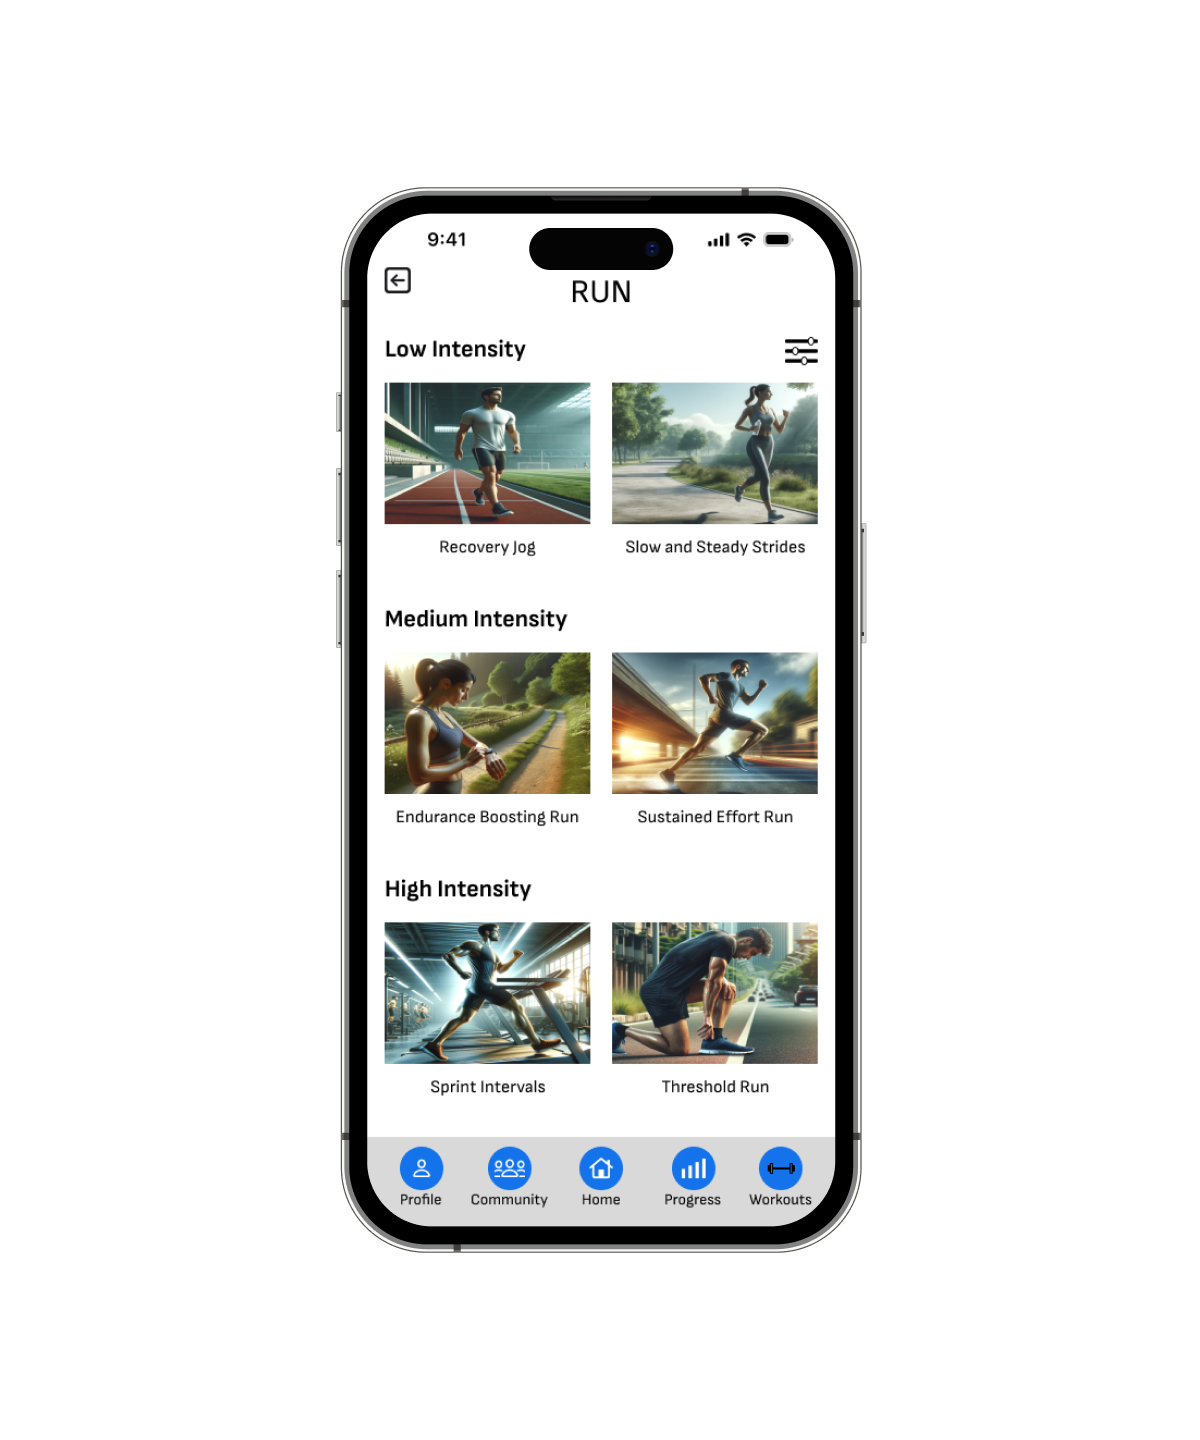 9:41
RUN
Low Intensity
Recovery Jog
Slow and Steady Strides
Medium Intensity
Endurance Boosting Run
Sustained Effort Run
High Intensity
Sprint Intervals
Threshold Run
Profile
Community
Home
Progress
Workouts